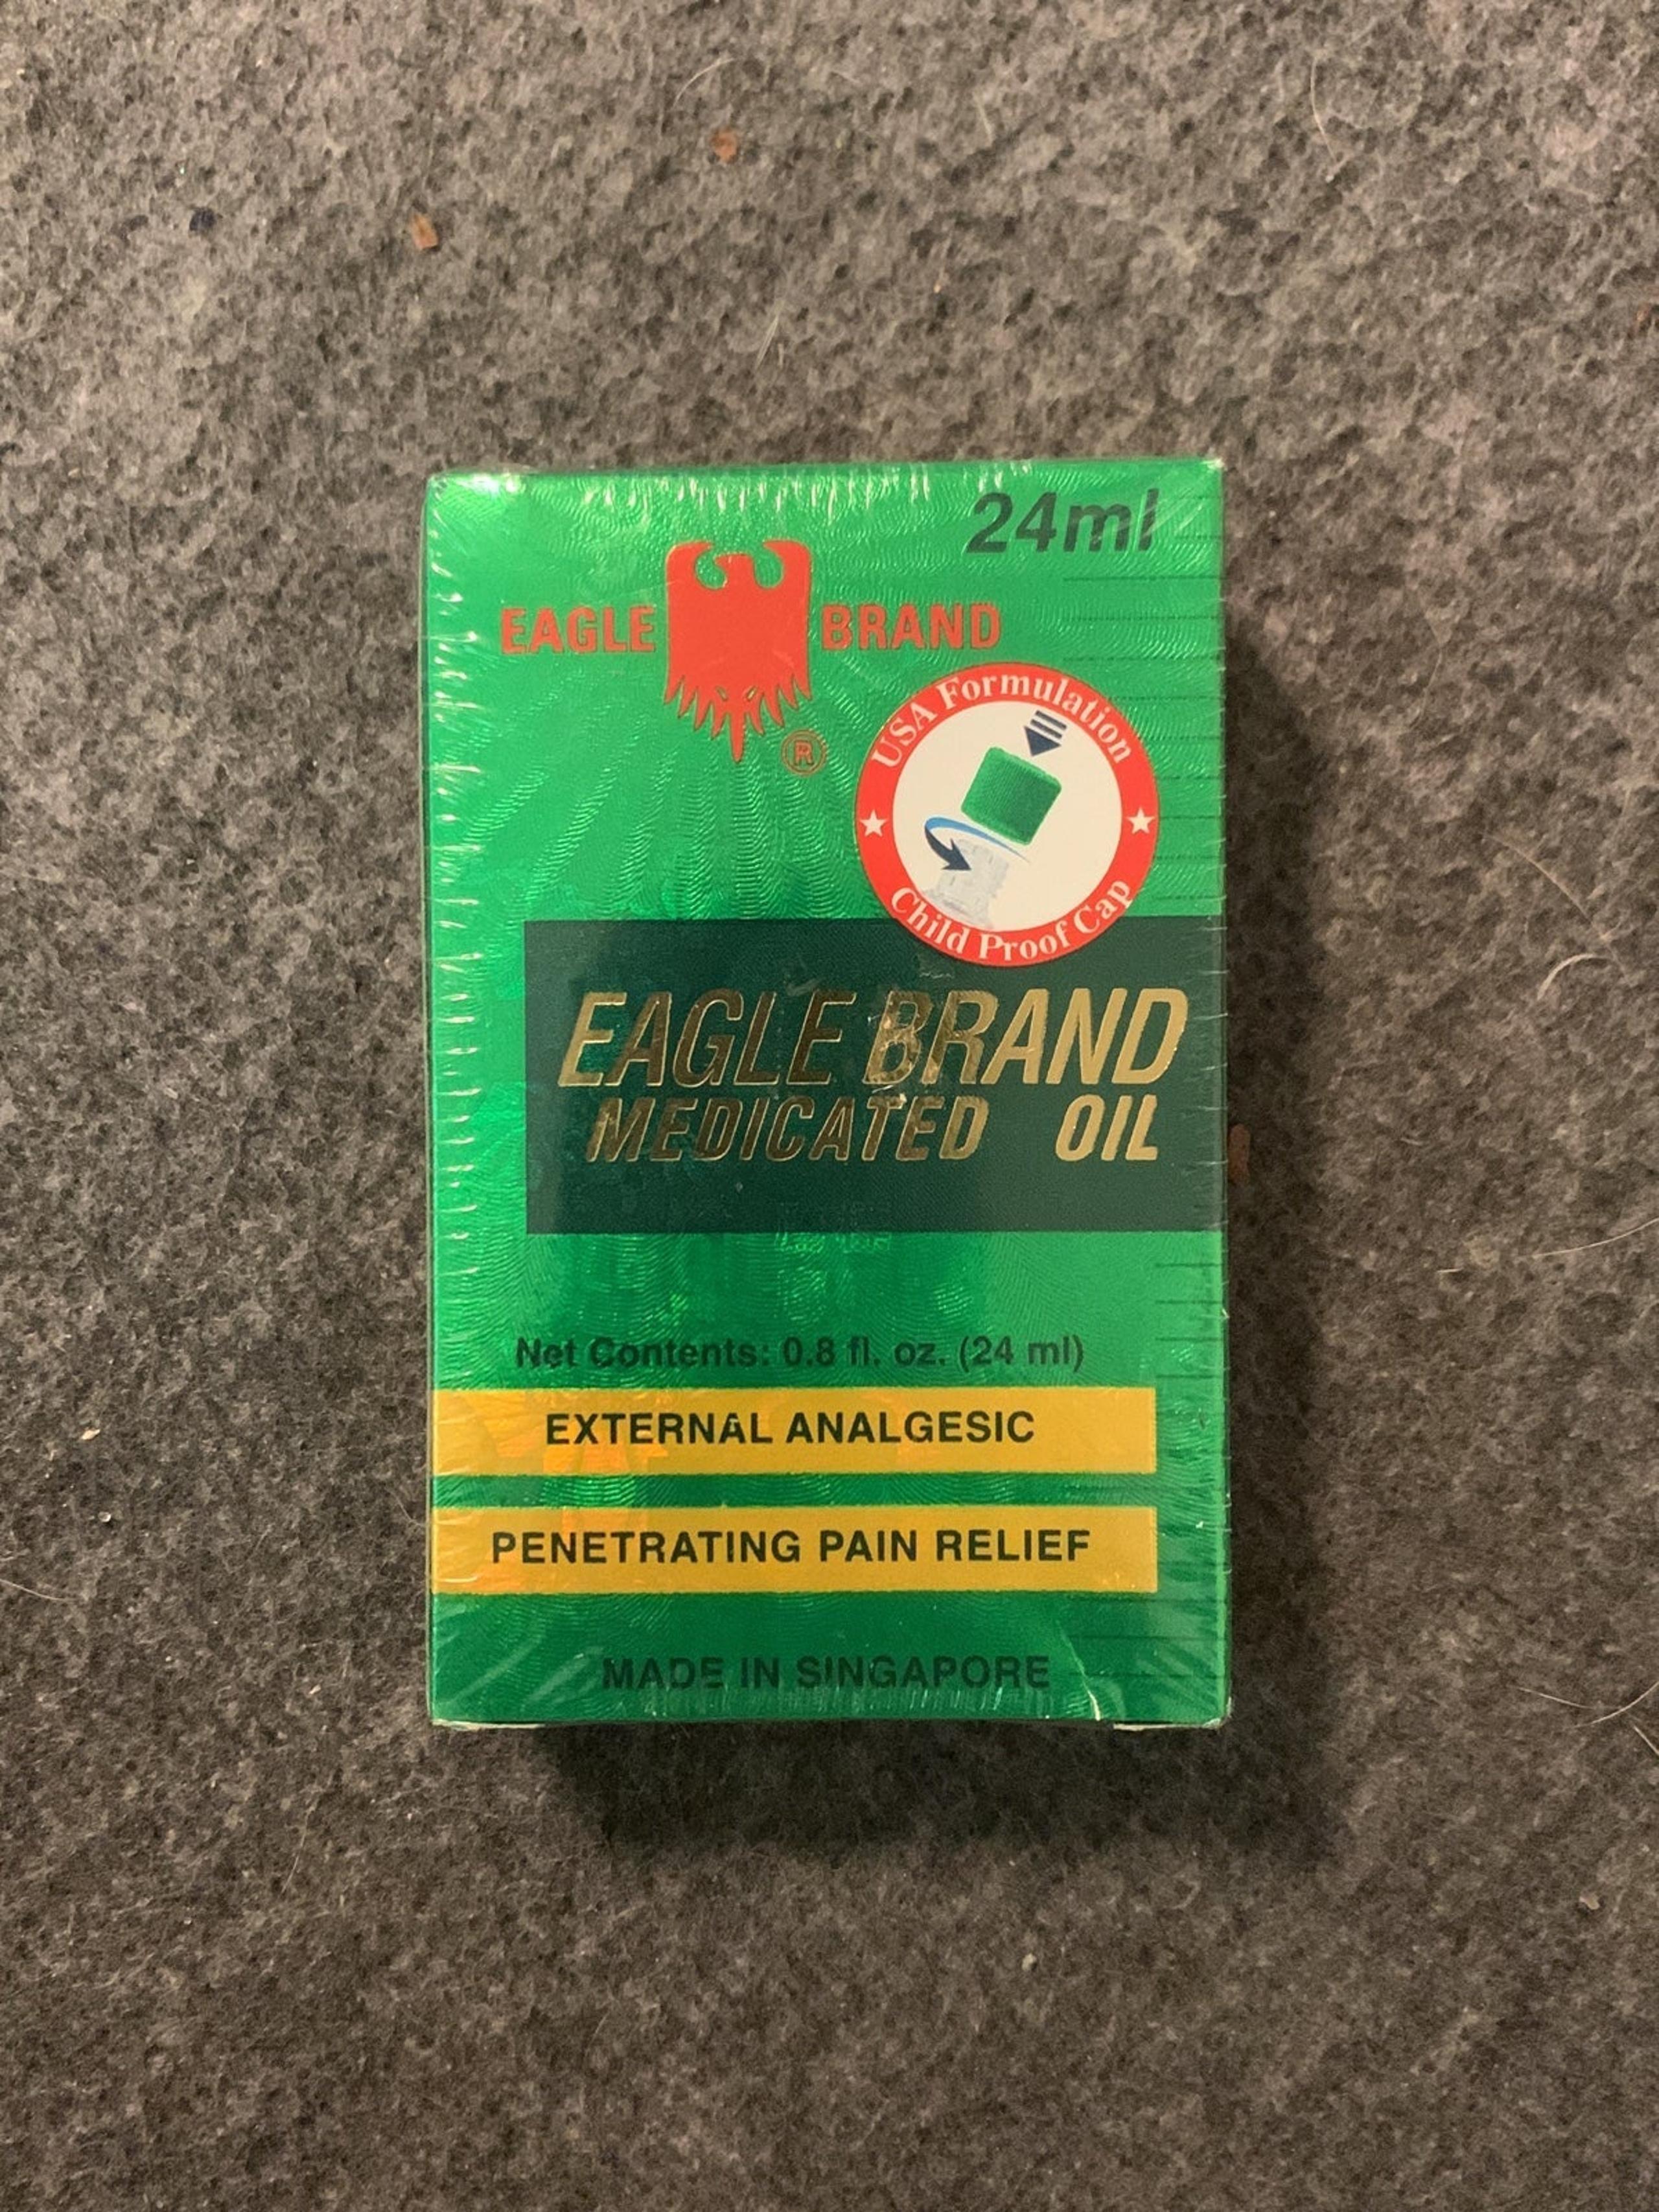 24ml
EAGLE BRAND
®
USA Formulation
Child Proof Cap
EAGLE BRAND
MEDICATED OIL
Net Contents: 0.8 fl. oz. (24 ml)
EXTERNAL ANALGESIC
PENETRATING PAIN RELIEF
MADE IN SINGAPORE